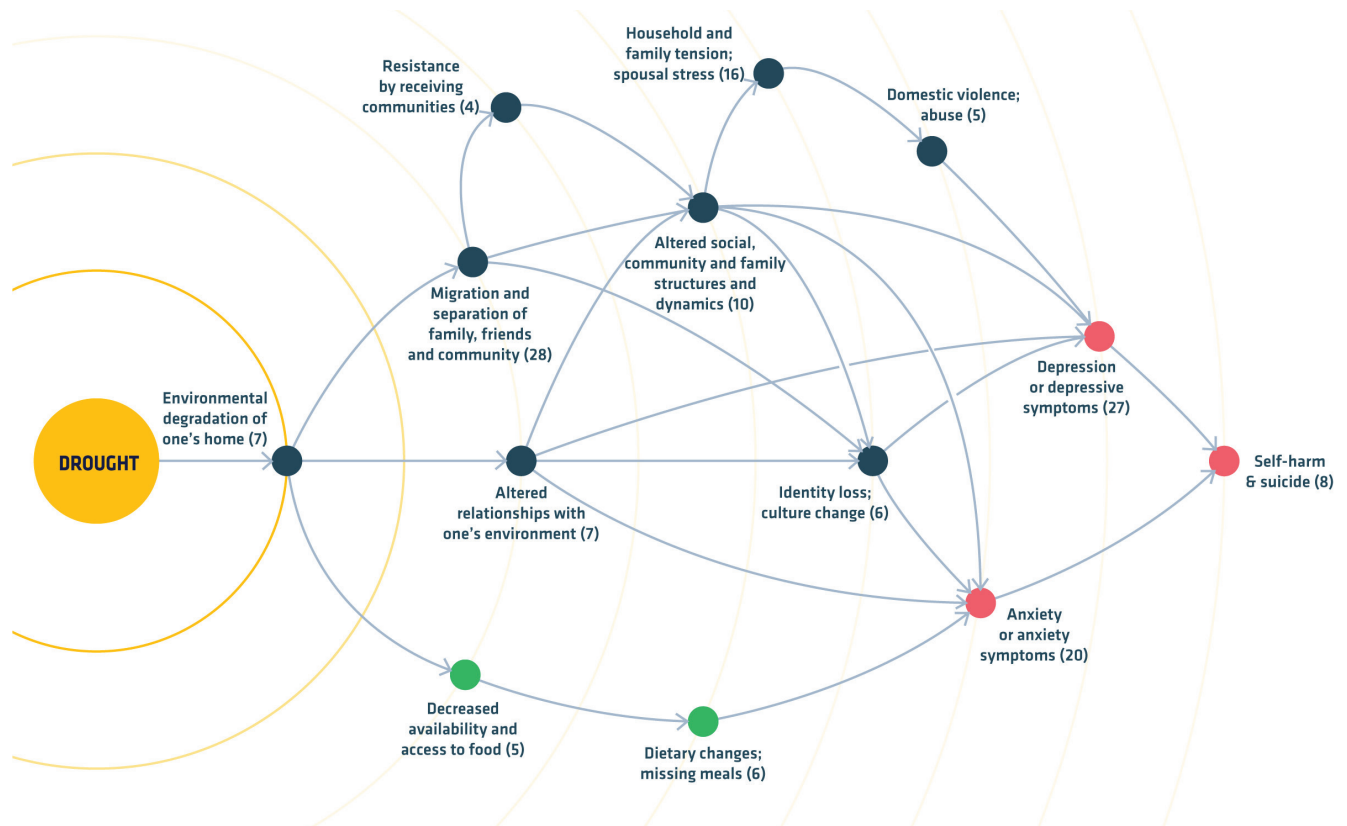 Household and
family tension;
spousal stress (16)
Resistance
by receiving
communities (4)
Domestic violence;
abuse (5)
Altered social,
community and family
structures and
dynamics (10)
Migration and
separation of
family, friends
and community (28)
Depression
or depressive
symptoms (27)
Environmental
degradation of
one's home (7)
DROUGHT
Altered
relationships with
one's environment (7)
Identity loss;
culture change (6)
Self-harm
& suicide (8)
Anxiety
or anxiety
symptoms (20)
Decreased
availability and
access to food (5)
Dietary changes;
missing meals (6)